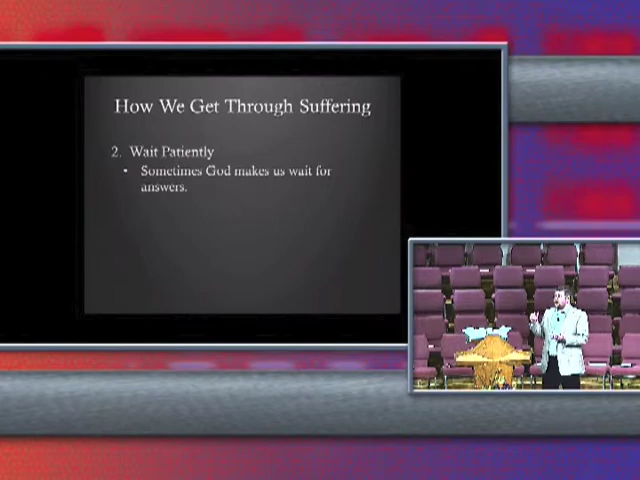 How We Get Through Suffering
2. Wait Patiently
• Sometimes God makes us wait for
answers.